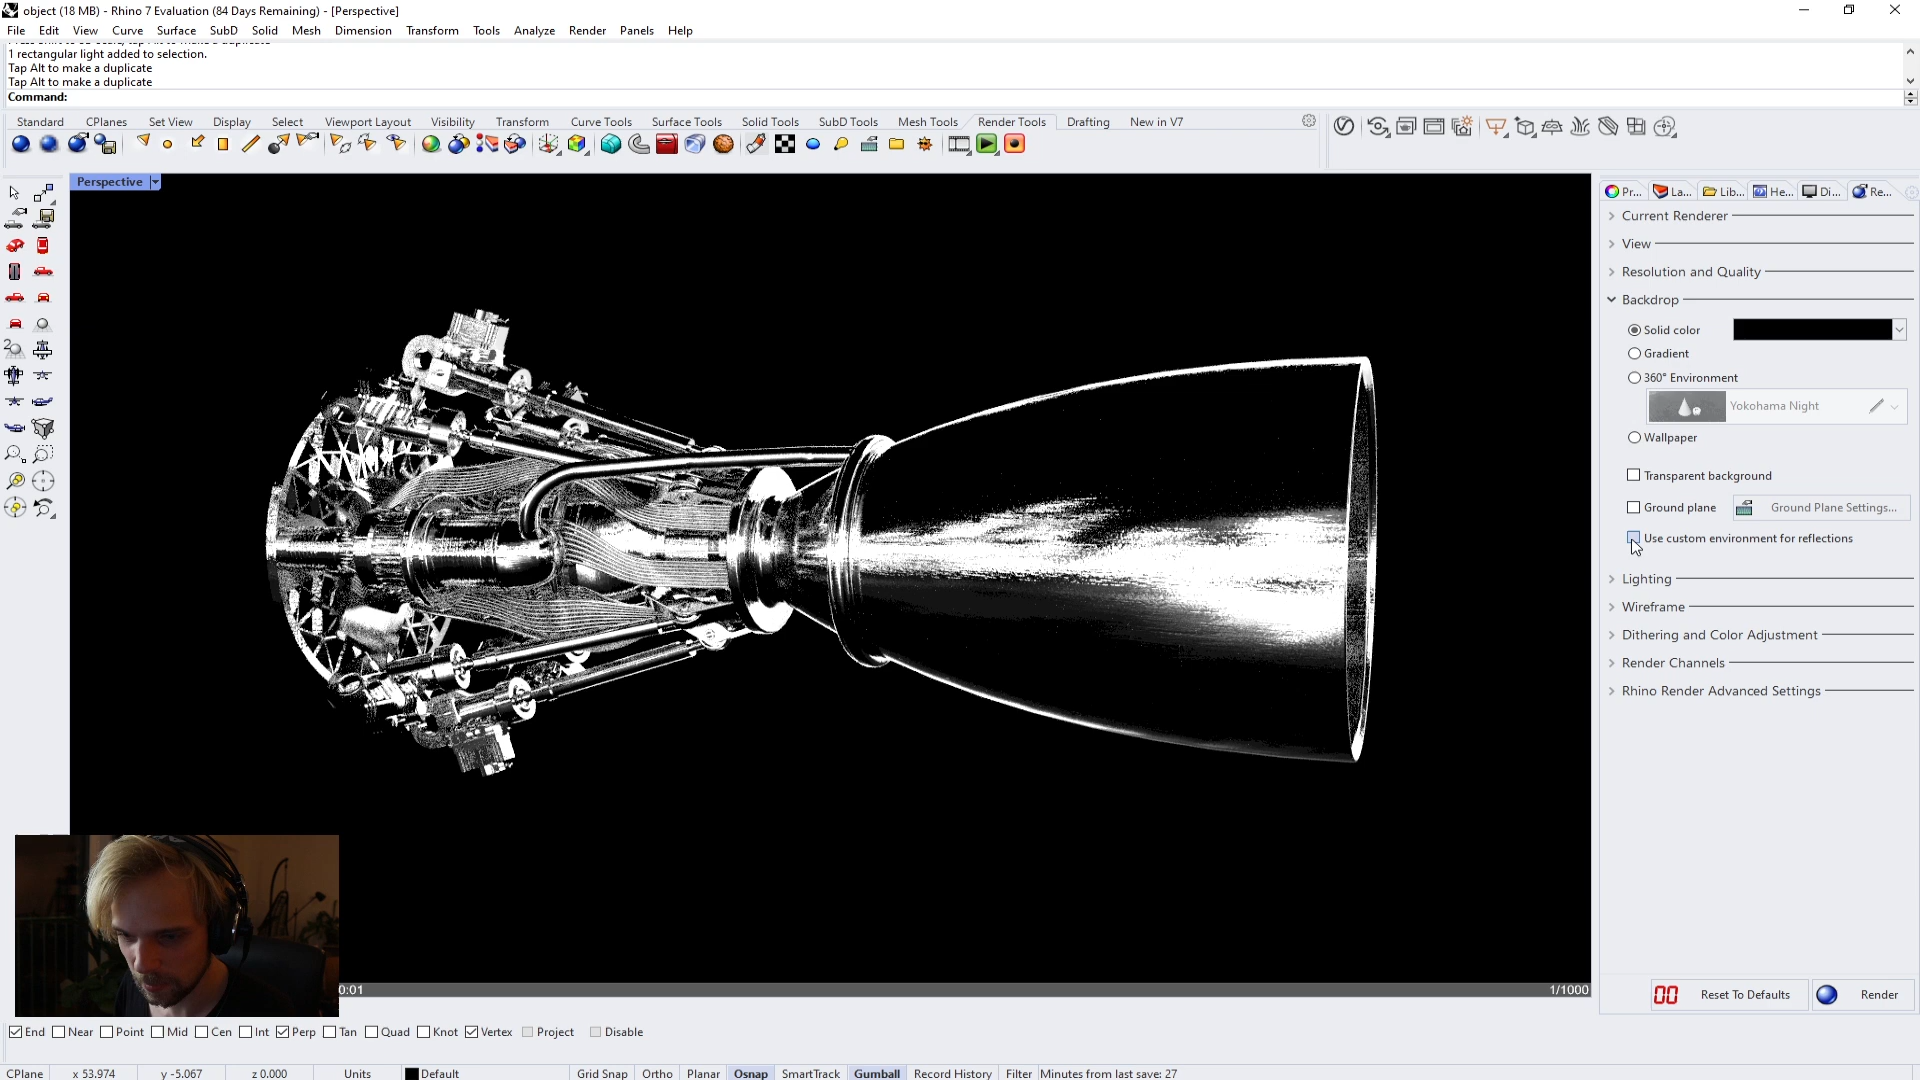 object (18 MB) - Rhino 7 Evaluation (84 Days Remaining) - [Perspective]
File Edit View Curve Surface SubD Solid Mesh Dimension Transform Tools Analyze Render Panels Help
1 rectangular light added to selection.
Tap Alt to make a duplicate
Tap Alt to make a duplicate
Command:
Standard CPlanes Set View Display Select Viewport Layout Visibility Transform Curve Tools Surface Tools Solid Tools SubD Tools Mesh Tools Render Tools Drafting New in V7
Perspective
Pr... La... Lib... He... Di... Re...
Current Renderer
View
Resolution and Quality
Backdrop
Solid color
Gradient
360° Environment
Yokohama Night
Wallpaper
Transparent background
Ground plane Ground Plane Settings...
Use custom environment for reflections
Lighting
Wireframe
Dithering and Color Adjustment
Render Channels
Rhino Render Advanced Settings
0:01 1/1000
Reset To Defaults Render
End Near Point Mid Cen Int Perp Tan Quad Knot Vertex Project Disable
CPlane x 53.974 y -5.067 z 0.000 Units Default Grid Snap Ortho Planar Osnap SmartTrack Gumball Record History Filter Minutes from last save: 27